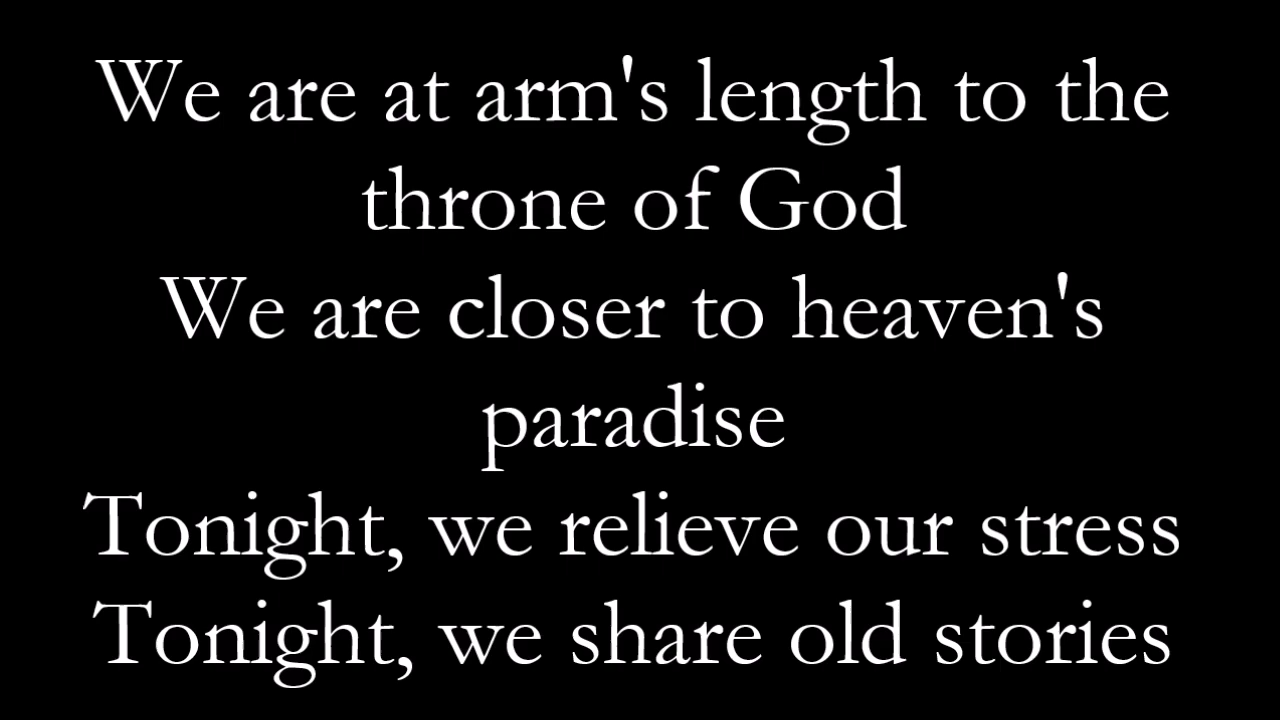 We are at arm's length to the
throne of God
We are closer to heaven's
paradise
Tonight, we relieve our stress
Tonight, we share old stories